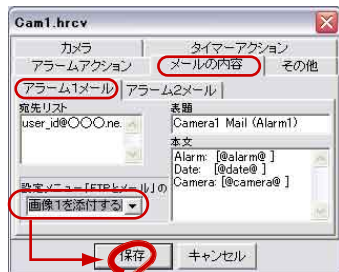 Cam1.hrcv
カメラ
タイマーアクション
アラームアクション
メールの内容
その他
アラーム1メール
アラーム2メール
宛先リスト
user_id@〇〇〇.ne.
表題
Camera1 Mail (Alarm1)
本文
Alarm: [@alarm@ ]
Date: [@date@ ]
Camera: [@camera@ ]
設定メニュー「FTPとメール」の
画像1を添付する
保存
キャンセル